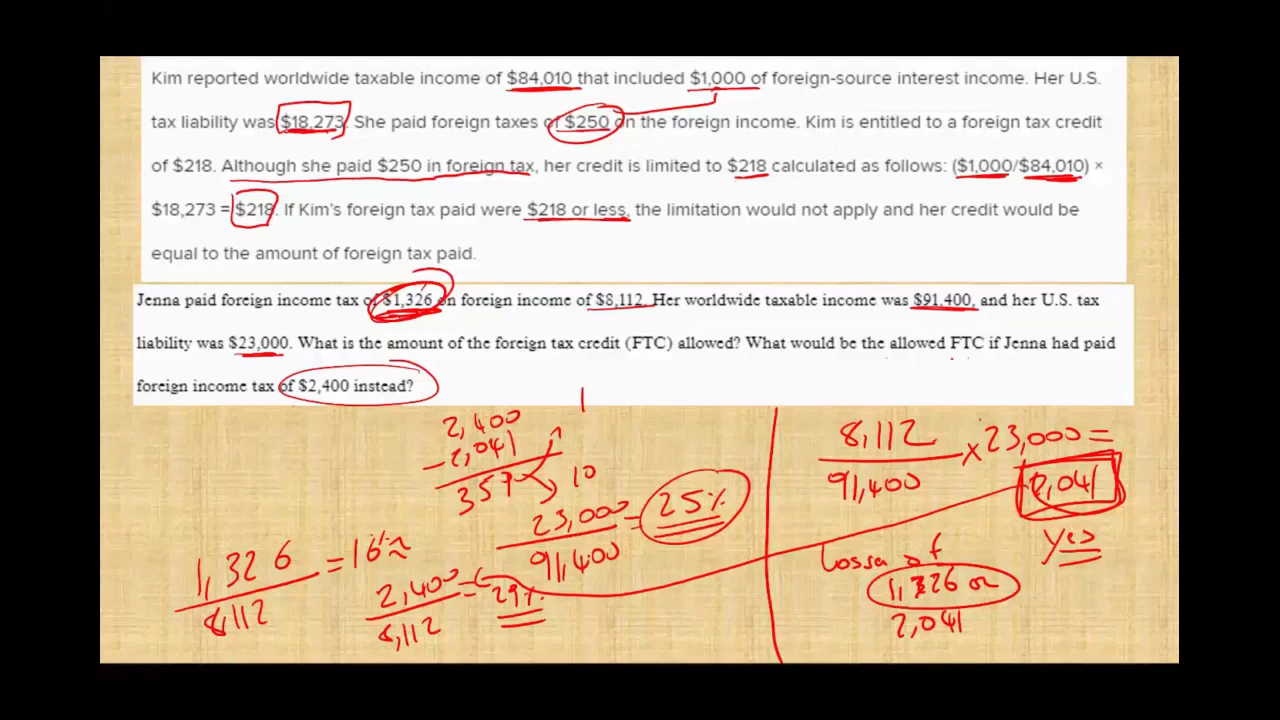 Kim reported worldwide taxable income of $84,010 that included $1,000 of foreign-source interest income. Her U.S.
tax liability was $18,273. She paid foreign taxes of $250 on the foreign income. Kim is entitled to a foreign tax credit
of $218. Although she paid $250 in foreign tax, her credit is limited to $218 calculated as follows: ($1,000/$84,010) ×
$18,273 = $218. If Kim's foreign tax paid were $218 or less, the limitation would not apply and her credit would be
equal to the amount of foreign tax paid.
Jenna paid foreign income tax of $1,326 on foreign income of $8,112. Her worldwide taxable income was $91,400, and her U.S. tax
liability was $23,000. What is the amount of the foreign tax credit (FTC) allowed? What would be the allowed FTC if Jenna had paid
foreign income tax of $2,400 instead?
2,400
- 2,041
359
10
23,000
91,400
= 25%
1,326
8,112
= 16%
2,400
8,112
= 29%
8,112
91,400
x 23,000 =
2,041
yes
of
1,326 or
2,041